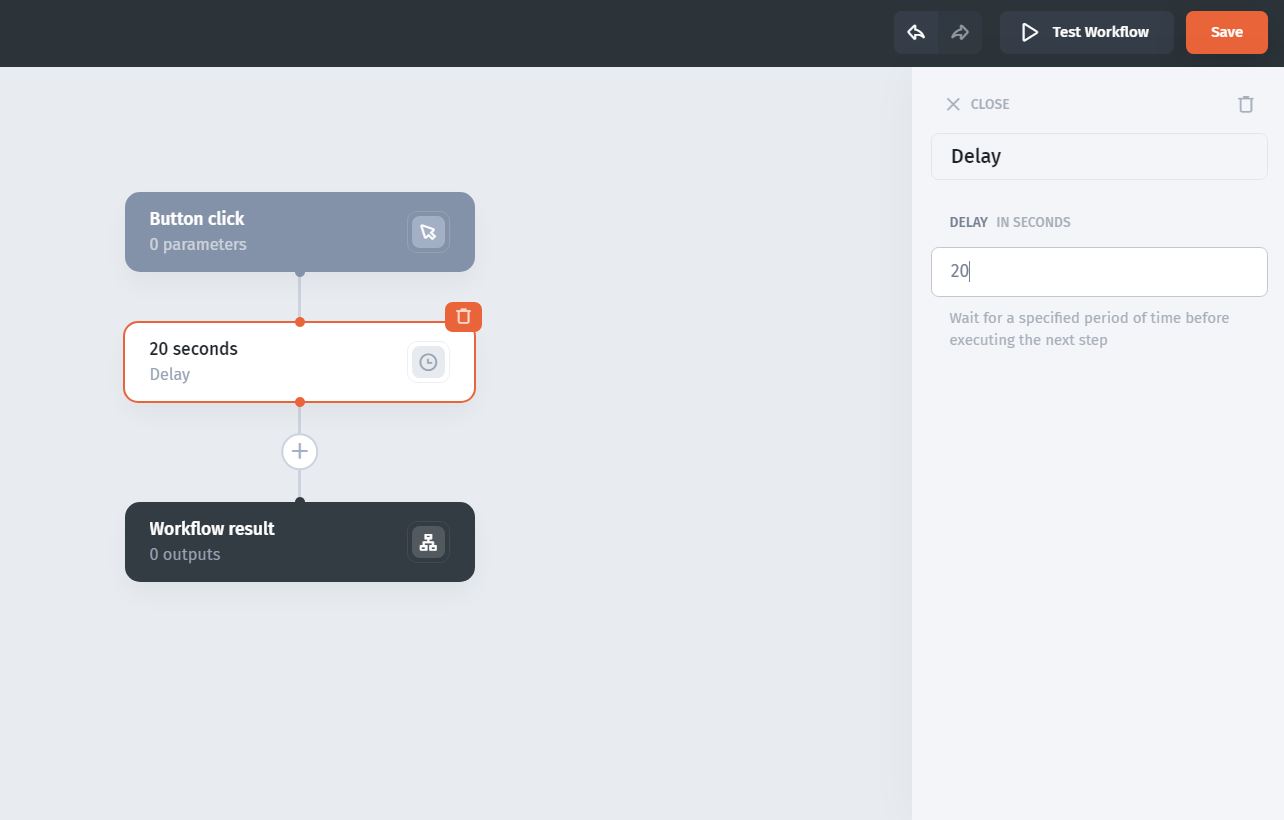 Test Workflow
Save
CLOSE
Delay
DELAY IN SECONDS
20
Wait for a specified period of time before
executing the next step
Button click
0 parameters
20 seconds
Delay
Workflow result
0 outputs